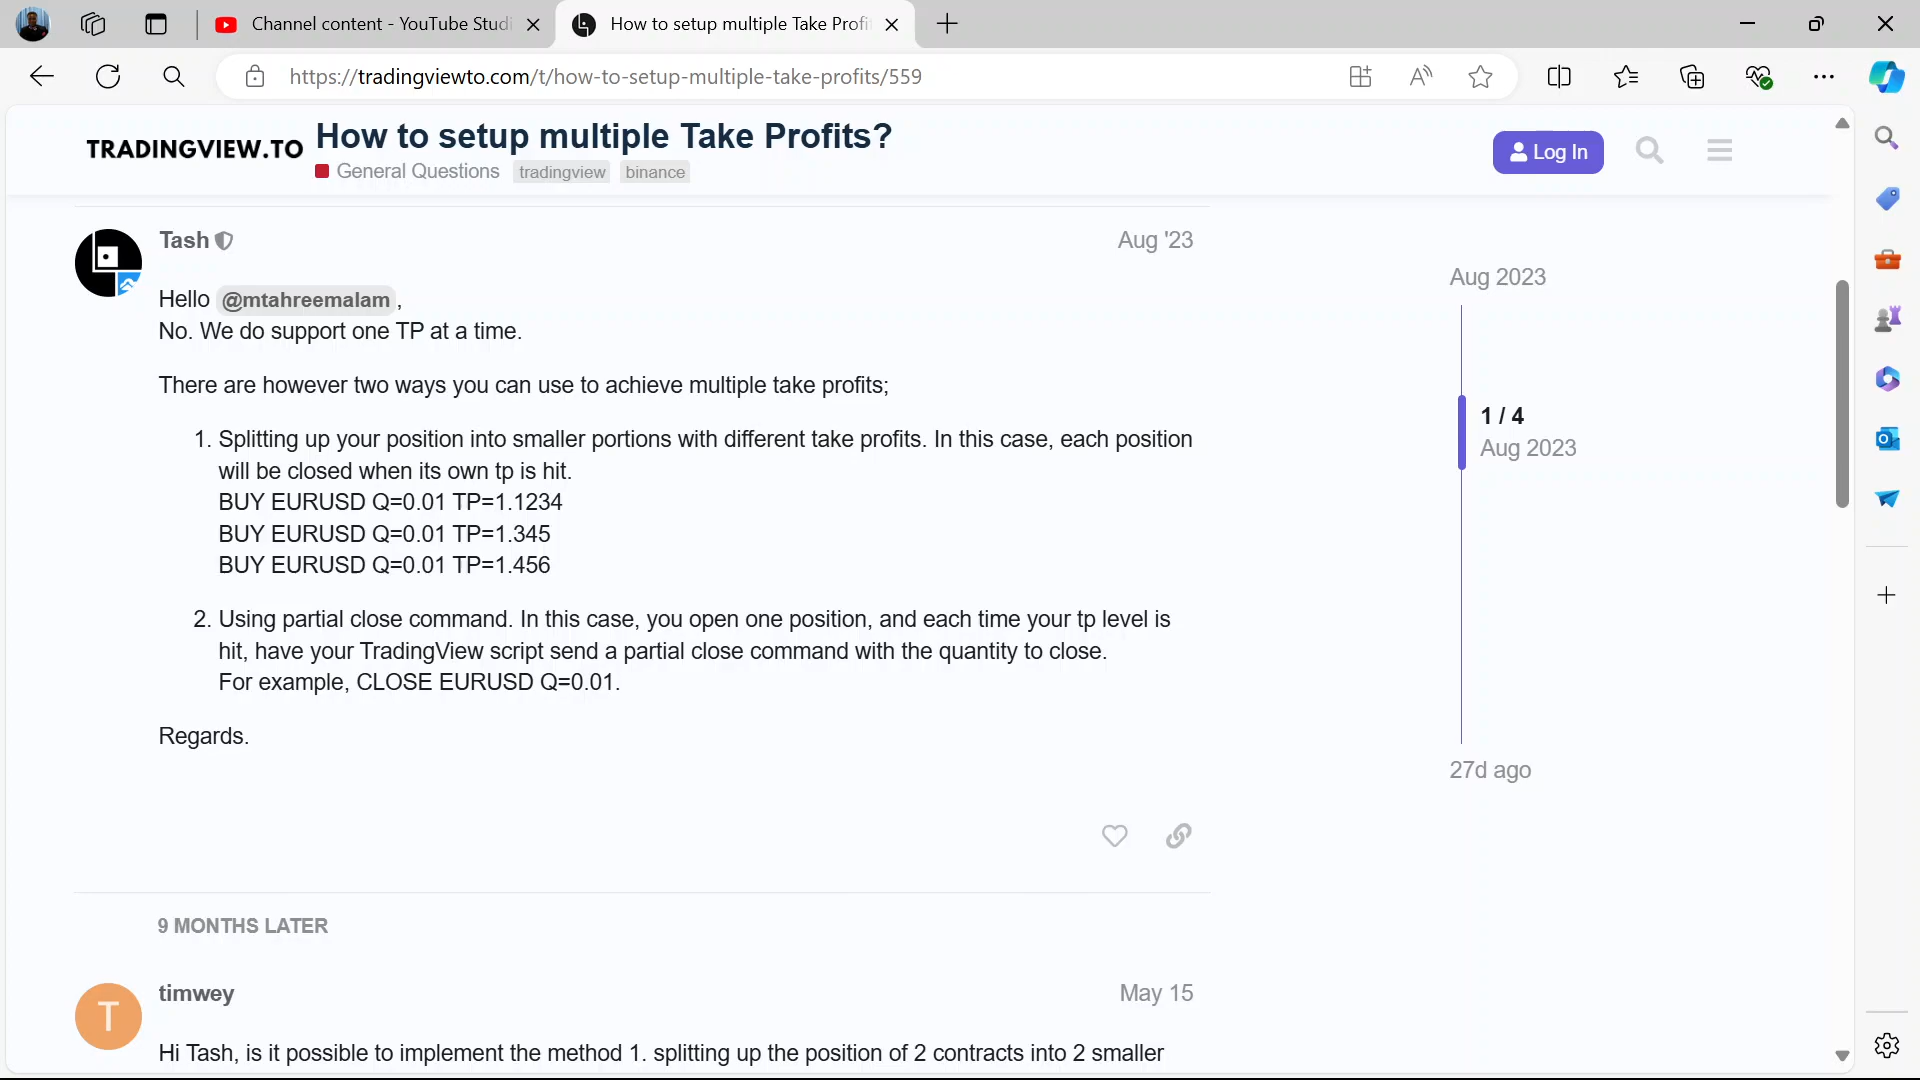 Channel content - YouTube Studi
How to setup multiple Take Profi
https://tradingviewto.com/t/how-to-setup-multiple-take-profits/559
TRADINGVIEW.TO
How to setup multiple Take Profits?
General Questions tradingview binance
Log In
Tash
Aug '23
Hello @mtahreemalam ,
No. We do support one TP at a time.
There are however two ways you can use to achieve multiple take profits;
1. Splitting up your position into smaller portions with different take profits. In this case, each position
will be closed when its own tp is hit.
BUY EURUSD Q=0.01 TP=1.1234
BUY EURUSD Q=0.01 TP=1.345
BUY EURUSD Q=0.01 TP=1.456
2. Using partial close command. In this case, you open one position, and each time your tp level is
hit, have your TradingView script send a partial close command with the quantity to close.
For example, CLOSE EURUSD Q=0.01.
Regards.
Aug 2023
1 / 4
Aug 2023
27d ago
9 MONTHS LATER
T
timwey
May 15
Hi Tash, is it possible to implement the method 1. splitting up the position of 2 contracts into 2 smaller